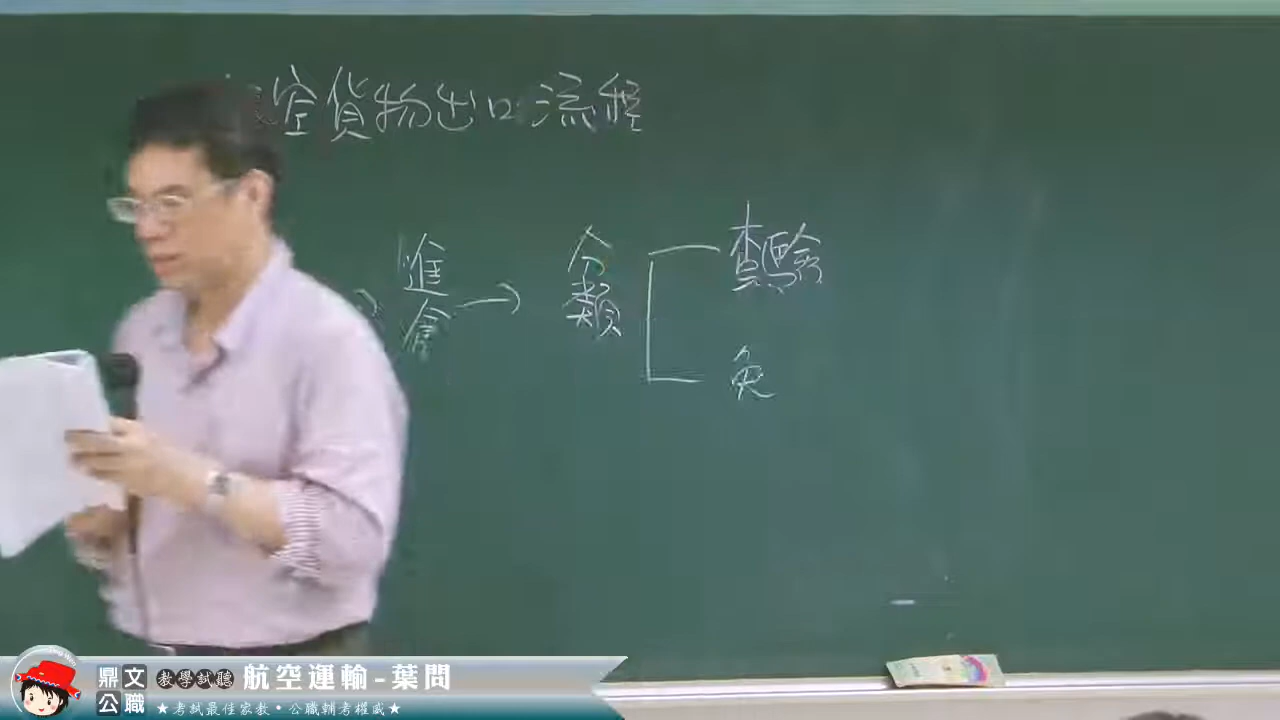 空貨物出口流程
進倉 → 分類
查驗
免
鼎文公職
教學試聽
航空運輸-葉問
★考試最佳家教•公職輔考權威★